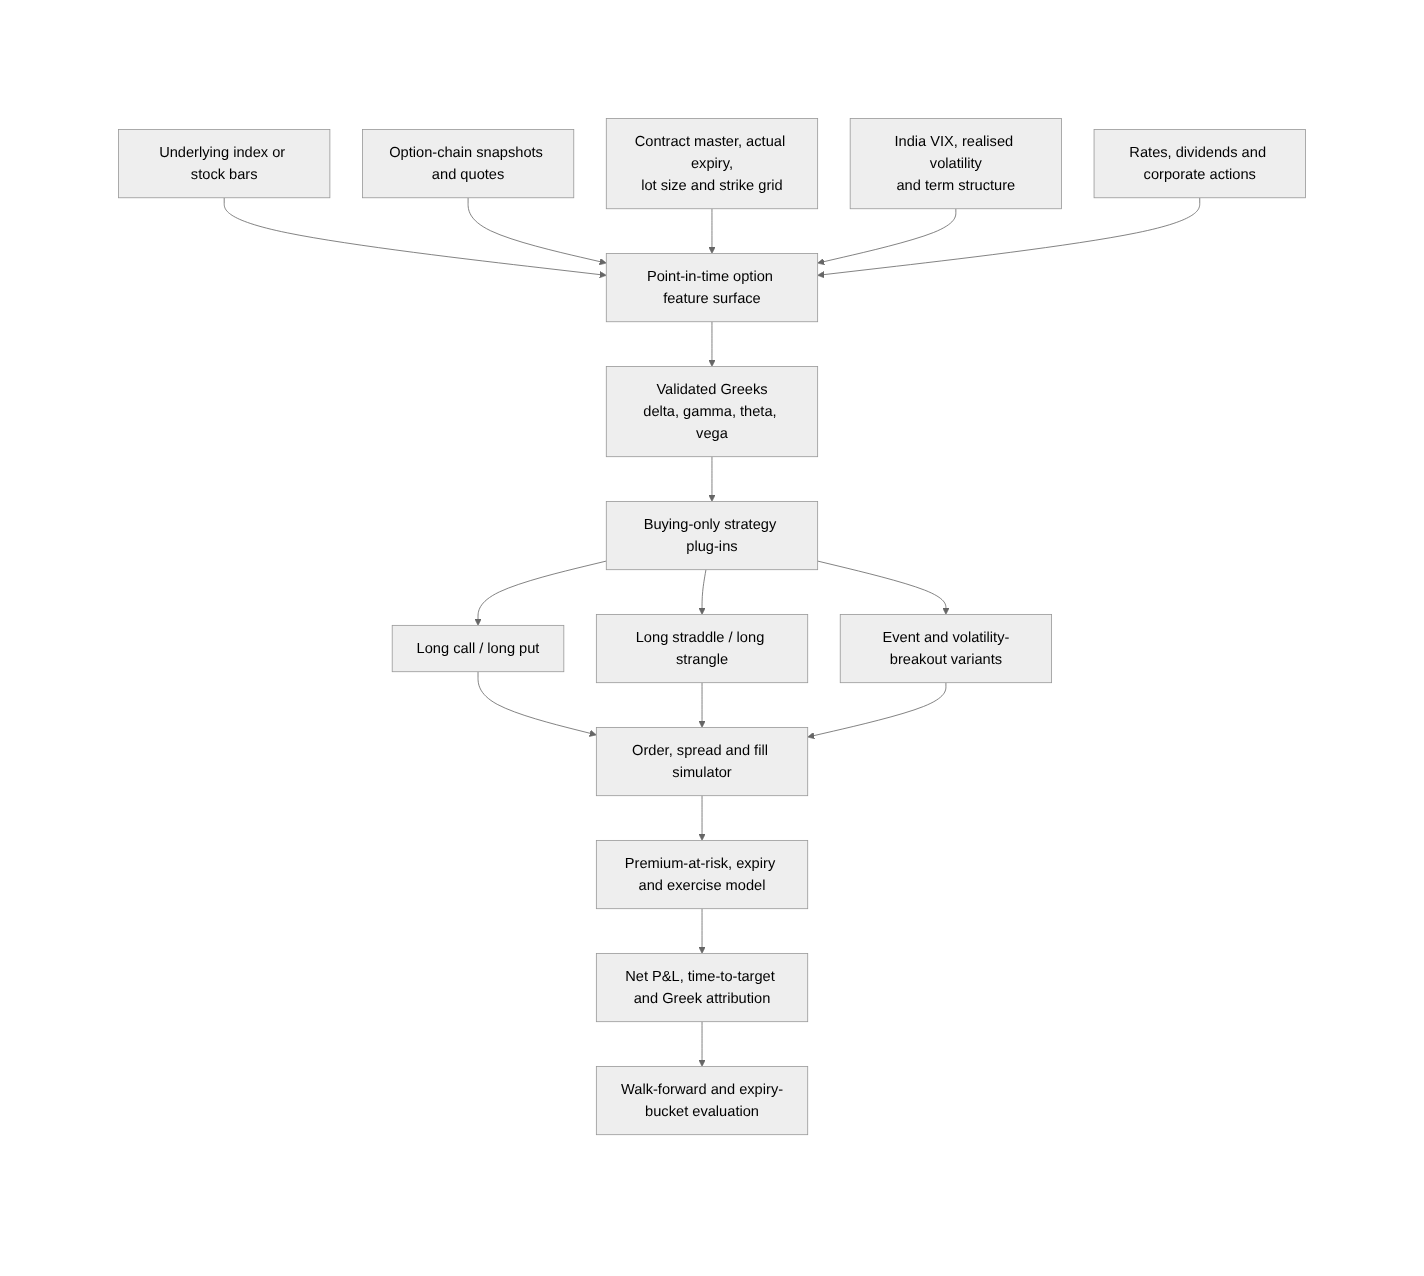 Underlying index or
stock bars
Option-chain snapshots
and quotes
Contract master, actual
expiry,
lot size and strike grid
India VIX, realised
volatility
and term structure
Rates, dividends and
corporate actions
Point-in-time option
feature surface
Validated Greeks
delta, gamma, theta,
vega
Buying-only strategy
plug-ins
Long call / long put
Long straddle / long
strangle
Event and volatility-
breakout variants
Order, spread and fill
simulator
Premium-at-risk, expiry
and exercise model
Net P&L, time-to-target
and Greek attribution
Walk-forward and expiry-
bucket evaluation